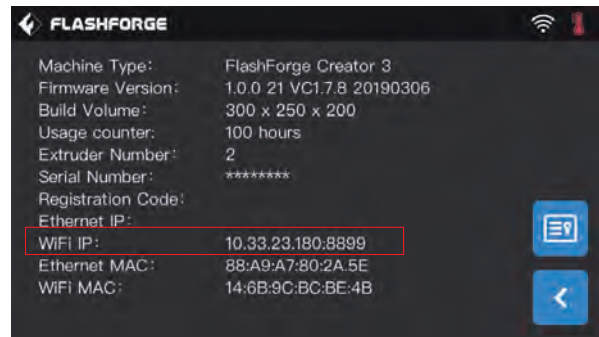 FLASHFORGE
Machine Type: FlashForge Creator 3
Firmware Version: 1.0.0 21 VC1.7.8 20190306
Build Volume: 300 x 250 x 200
Usage counter: 100 hours
Extruder Number: 2
Serial Number: ********
Registration Code:
Ethernet IP:
WiFi IP: 10.33.23.180:8899
Ethernet MAC: 88:A9:A7:80:2A.5E
WiFi MAC: 14:6B:9C:BC:BE:4B